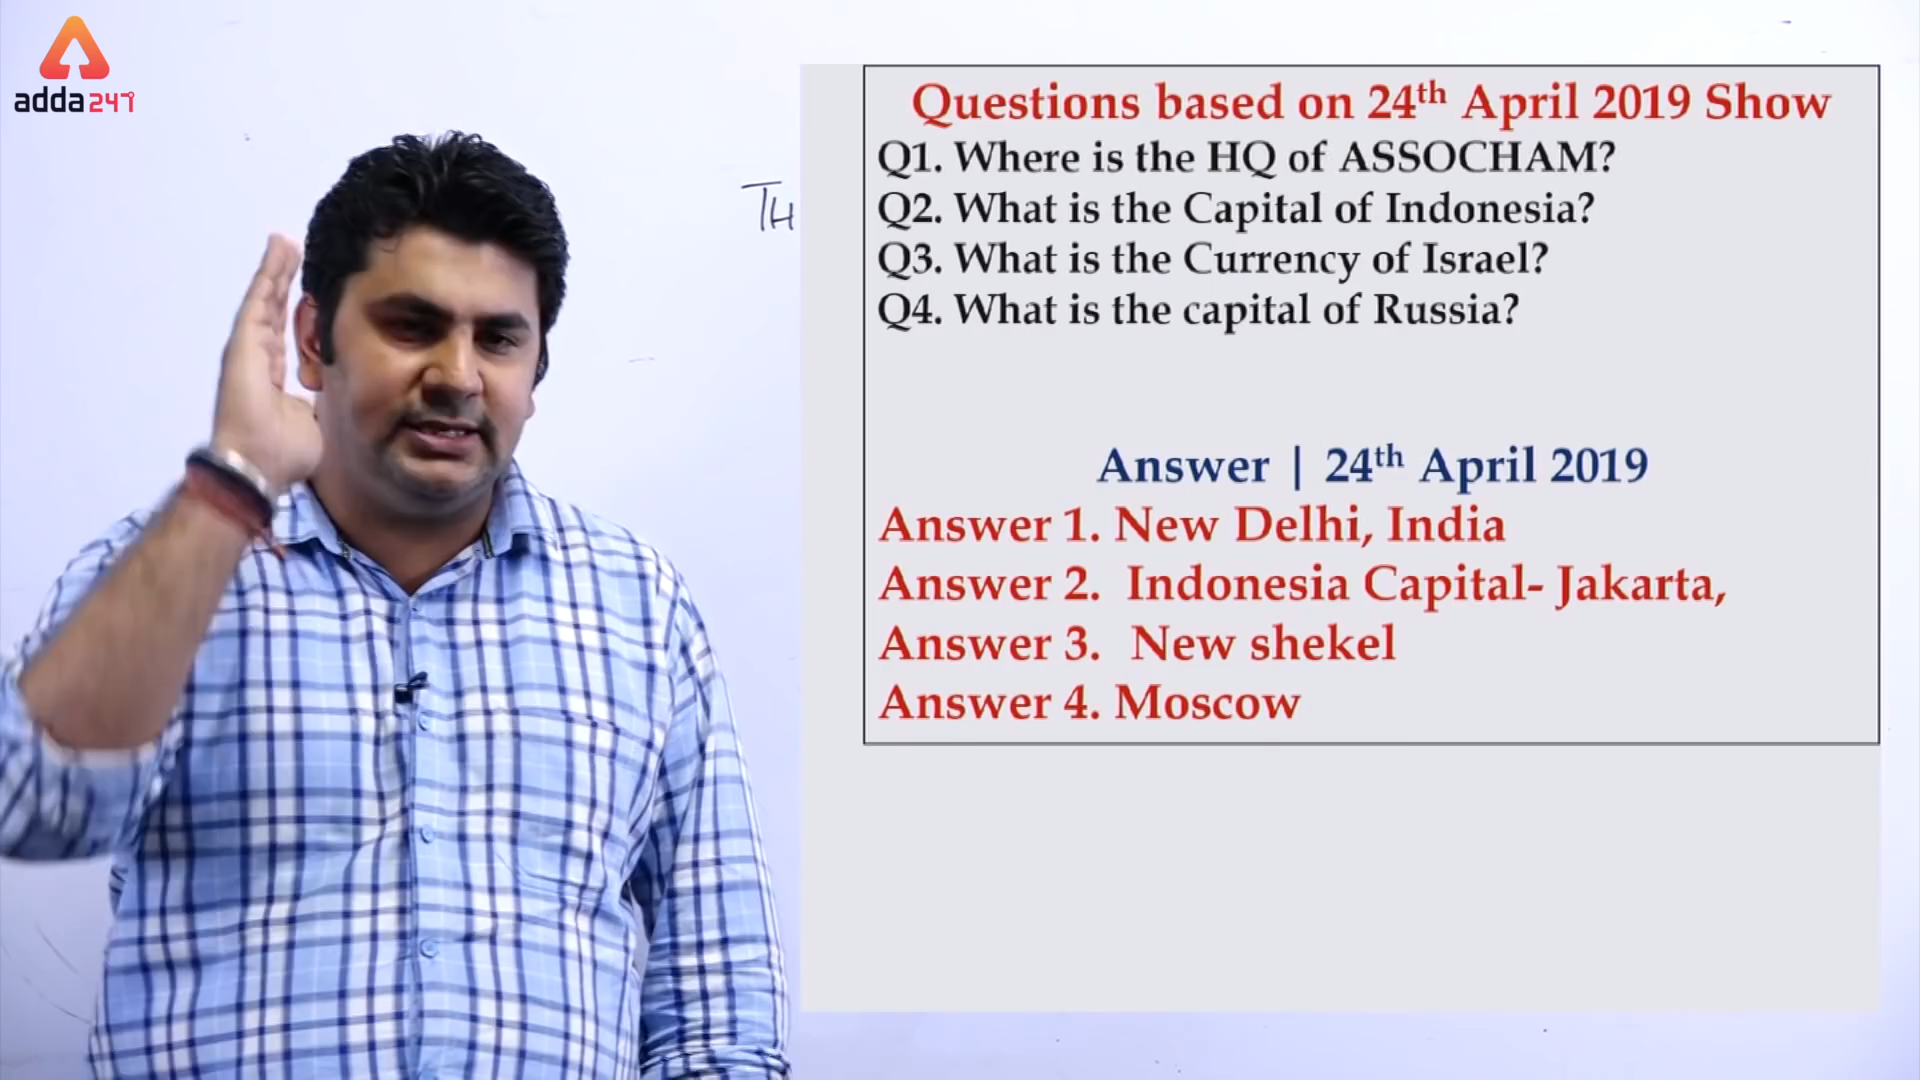 adda247
TH
Questions based on 24th April 2019 Show
Q1. Where is the HQ of ASSOCHAM?
Q2. What is the Capital of Indonesia?
Q3. What is the Currency of Israel?
Q4. What is the capital of Russia?
Answer | 24th April 2019
Answer 1. New Delhi, India
Answer 2. Indonesia Capital- Jakarta,
Answer 3. New shekel
Answer 4. Moscow